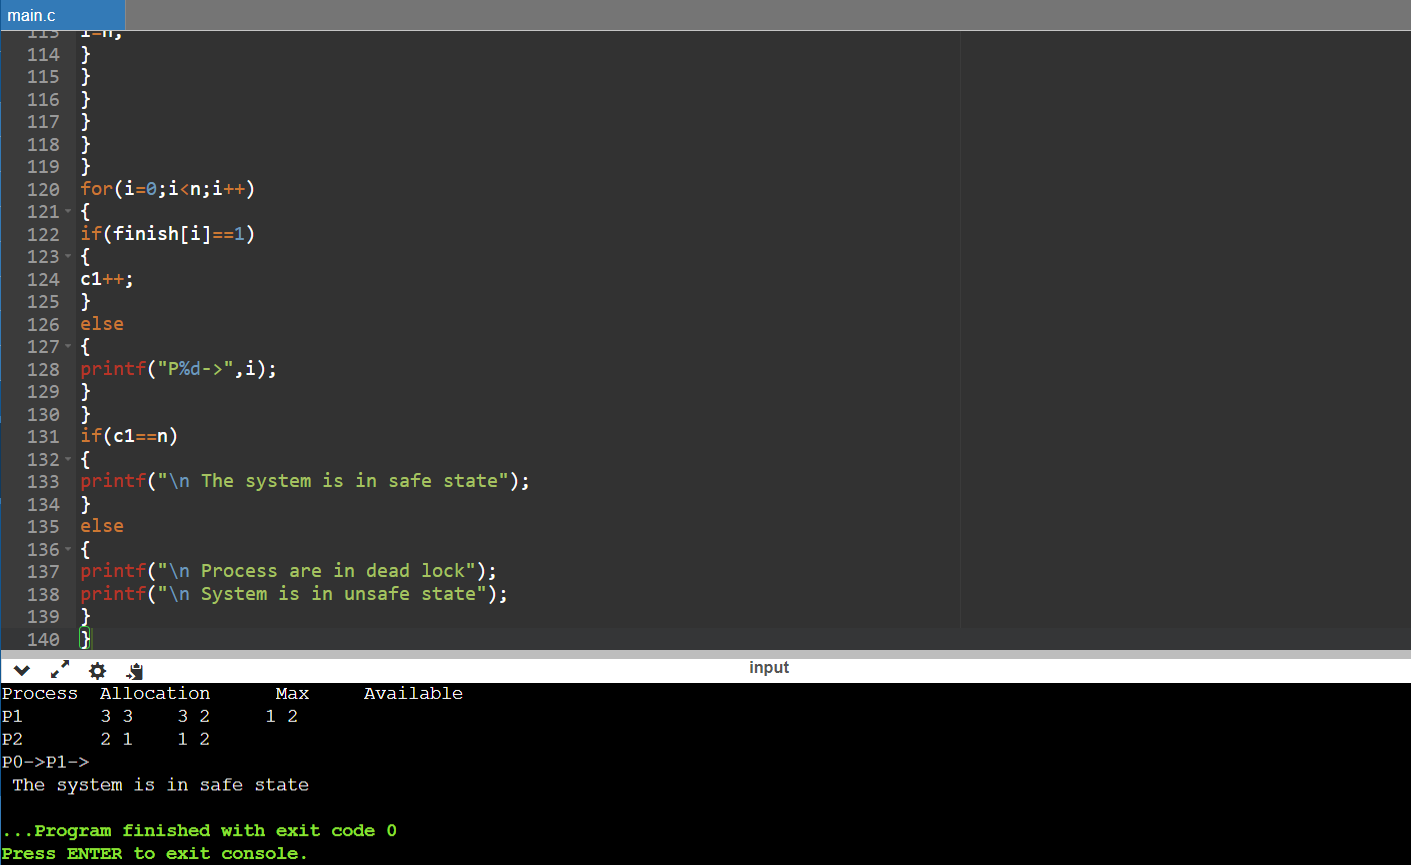 main.c
113 i=n;
114 }
115 }
116 }
117 }
118 }
119 }
120 for(i=0;i<n;i++)
121 {
122 if(finish[i]==1)
123 {
124 c1++;
125 }
126 else
127 {
128 printf("P%d->",i);
129 }
130 }
131 if(c1==n)
132 {
133 printf("\n The system is in safe state");
134 }
135 else
136 {
137 printf("\n Process are in dead lock");
138 printf("\n System is in unsafe state");
139 }
140 }
input
Process  Allocation      Max     Available
P1       3 3    3 2     1 2
P2       2 1    1 2
P0->P1->
 The system is in safe state
...Program finished with exit code 0
Press ENTER to exit console.